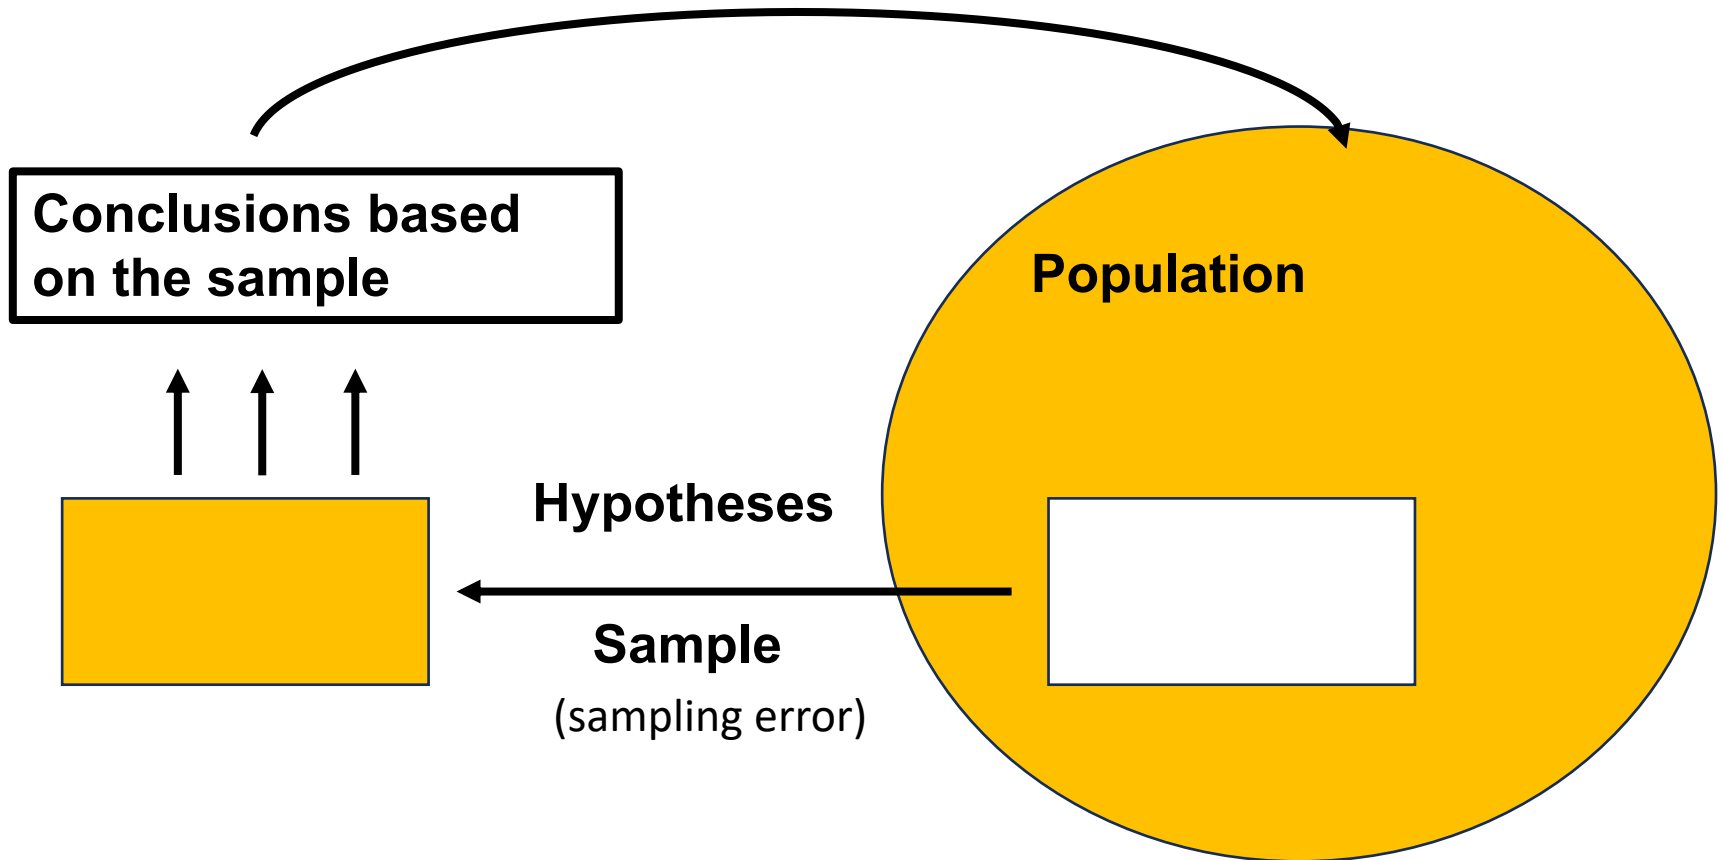 Conclusions based
on the sample
Population
Hypotheses
Sample
(sampling error)